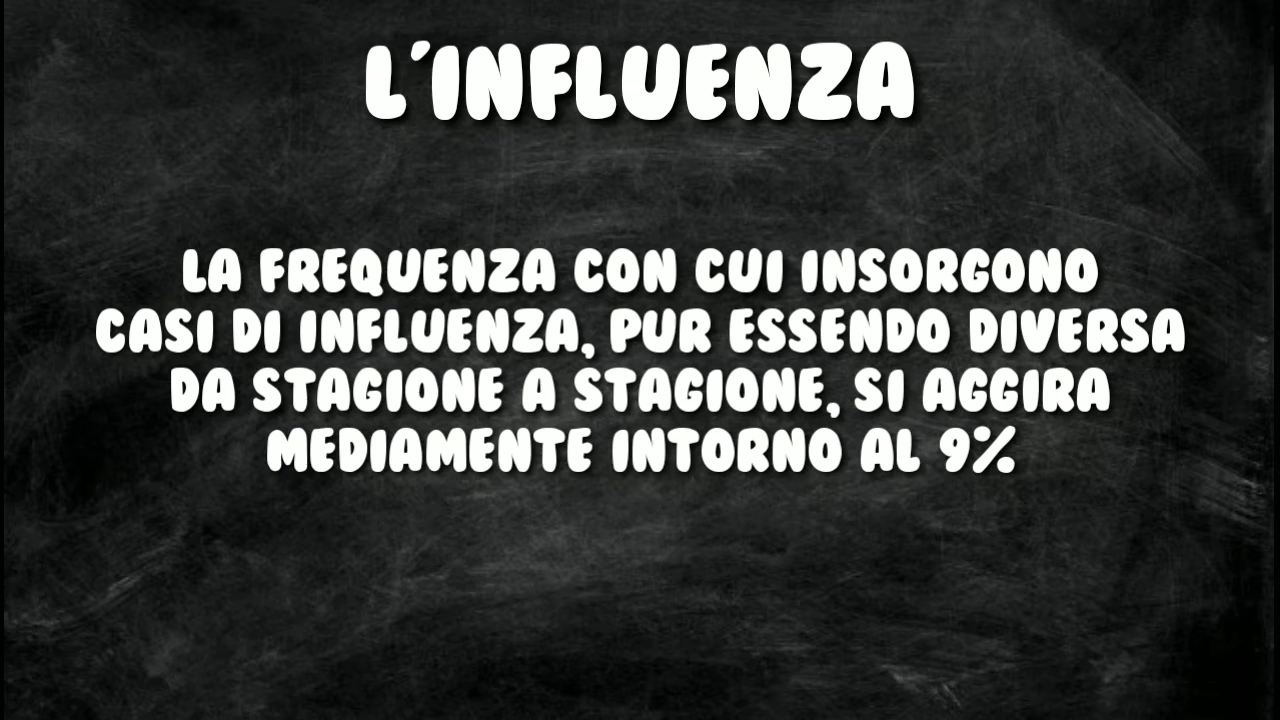 L'INFLUENZA
LA FREQUENZA CON CUI INSORGONO
CASI DI INFLUENZA, PUR ESSENDO DIVERSA
DA STAGIONE A STAGIONE, SI AGGIRA
MEDIAMENTE INTORNO AL 9%